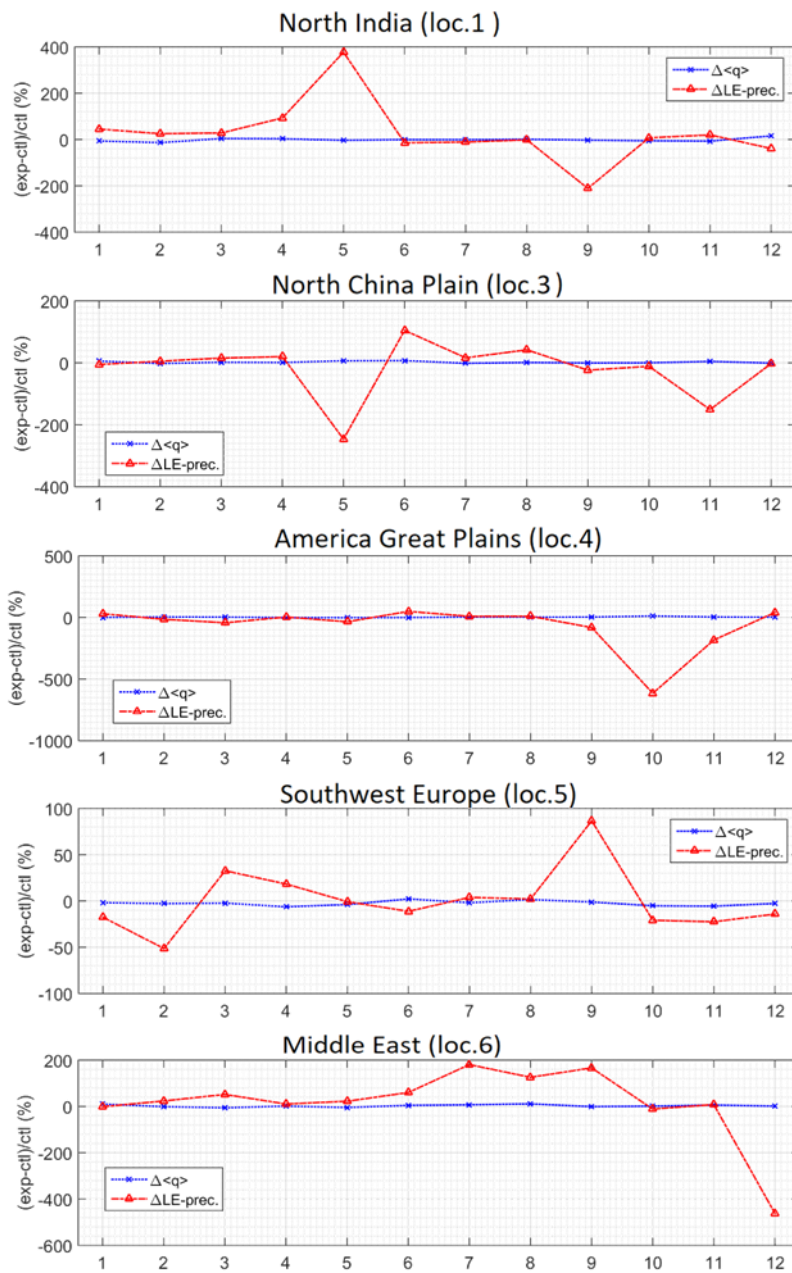 North India (loc.1 )
(exp-ctl)/ctl (%)
400
200
0
-200
-400
Δ<q>
ΔLE-prec.
1 2 3 4 5 6 7 8 9 10 11 12
North China Plain (loc.3 )
(exp-ctl)/ctl (%)
200
0
-200
-400
Δ<q>
ΔLE-prec.
1 2 3 4 5 6 7 8 9 10 11 12
America Great Plains (loc.4)
(exp-ctl)/ctl (%)
500
0
-500
-1000
Δ<q>
ΔLE-prec.
1 2 3 4 5 6 7 8 9 10 11 12
Southwest Europe (loc.5)
(exp-ctl)/ctl (%)
100
50
0
-50
-100
Δ<q>
ΔLE-prec.
1 2 3 4 5 6 7 8 9 10 11 12
Middle East (loc.6)
(exp-ctl)/ctl (%)
200
0
-200
-400
-600
Δ<q>
ΔLE-prec.
1 2 3 4 5 6 7 8 9 10 11 12